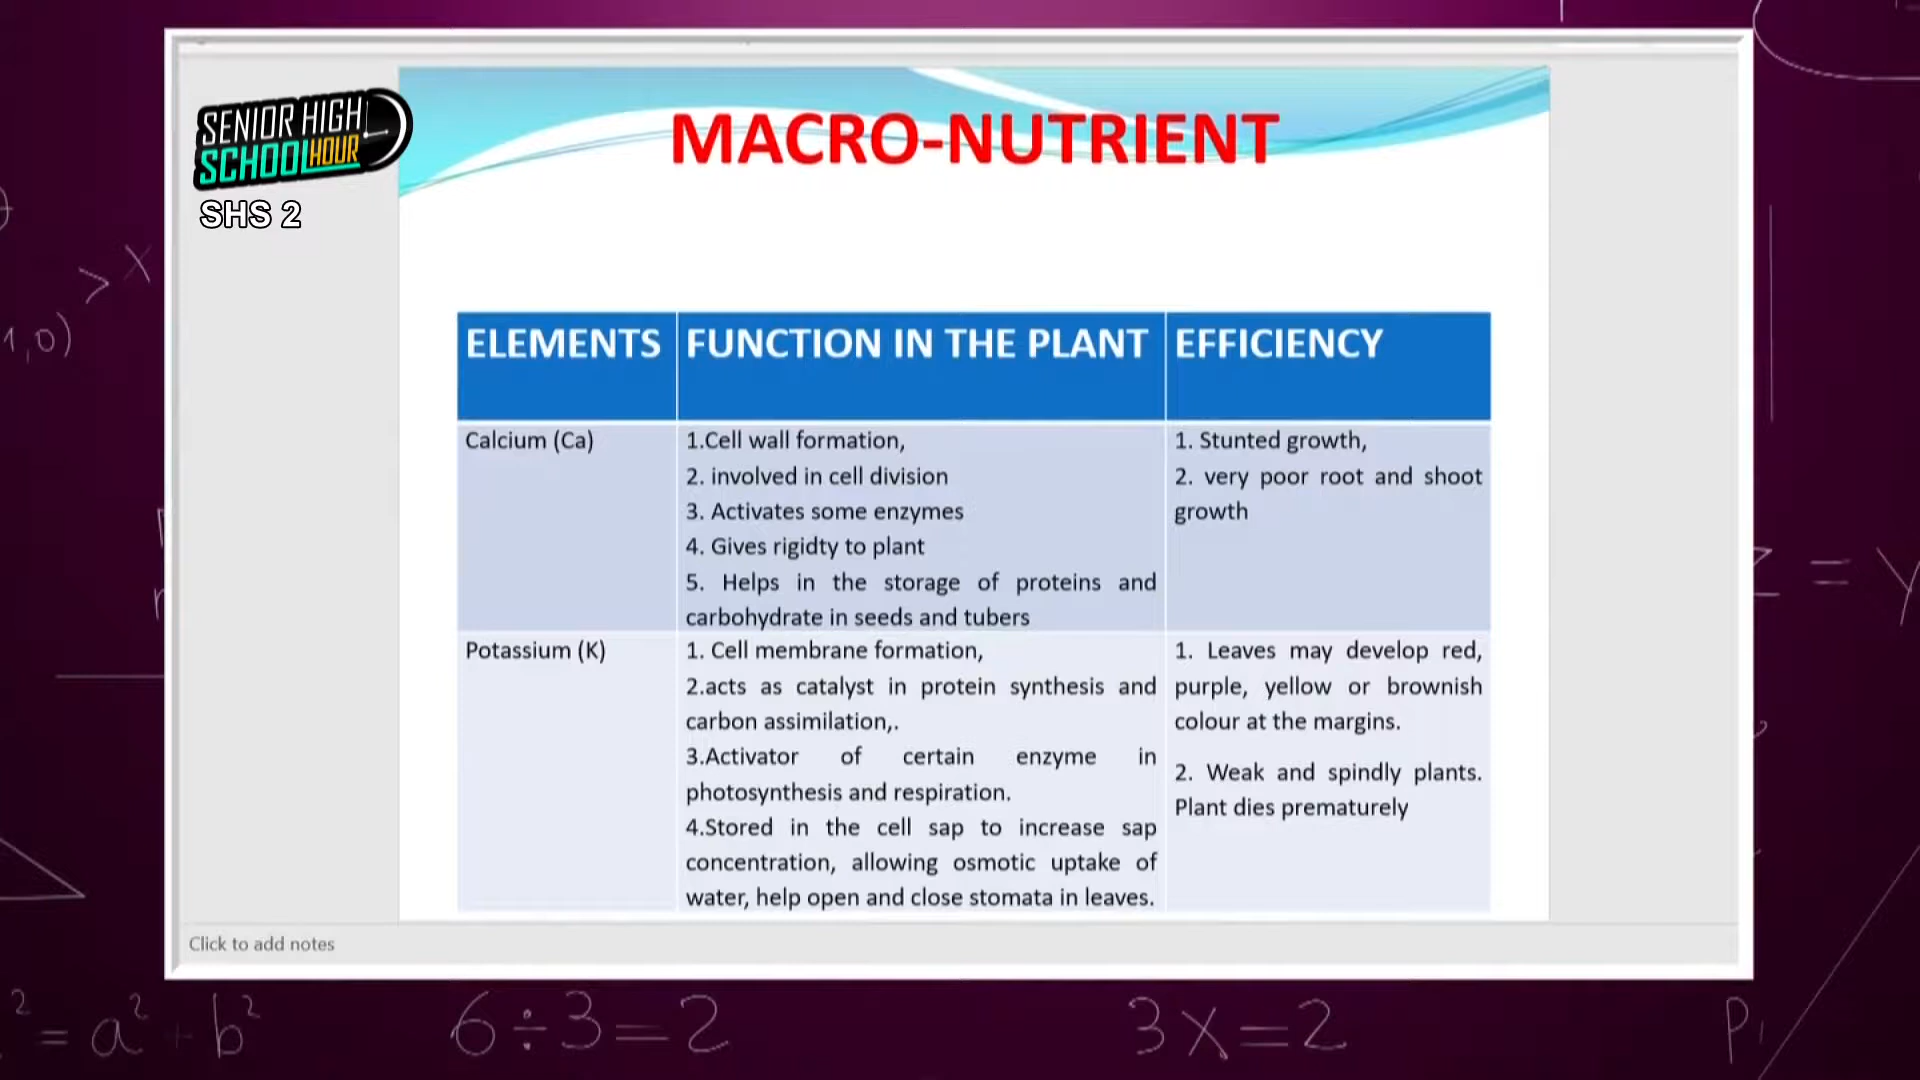 SENIOR HIGH
SCHOOL HOUR
SHS 2
MACRO-NUTRIENT
ELEMENTS
FUNCTION IN THE PLANT
EFFICIENCY
Calcium (Ca)
1.Cell wall formation,
2. involved in cell division
3. Activates some enzymes
4. Gives rigidty to plant
5. Helps in the storage of proteins and
carbohydrate in seeds and tubers
1. Stunted growth,
2. very poor root and shoot
growth
Potassium (K)
1. Cell membrane formation,
2.acts as catalyst in protein synthesis and
carbon assimilation,.
3.Activator of certain enzyme in
photosynthesis and respiration.
4.Stored in the cell sap to increase sap
concentration, allowing osmotic uptake of
water, help open and close stomata in leaves.
1. Leaves may develop red,
purple, yellow or brownish
colour at the margins.
2. Weak and spindly plants.
Plant dies prematurely
Click to add notes
> x
1,0)
= y
² = a² + b²
6÷3=2
3x=2